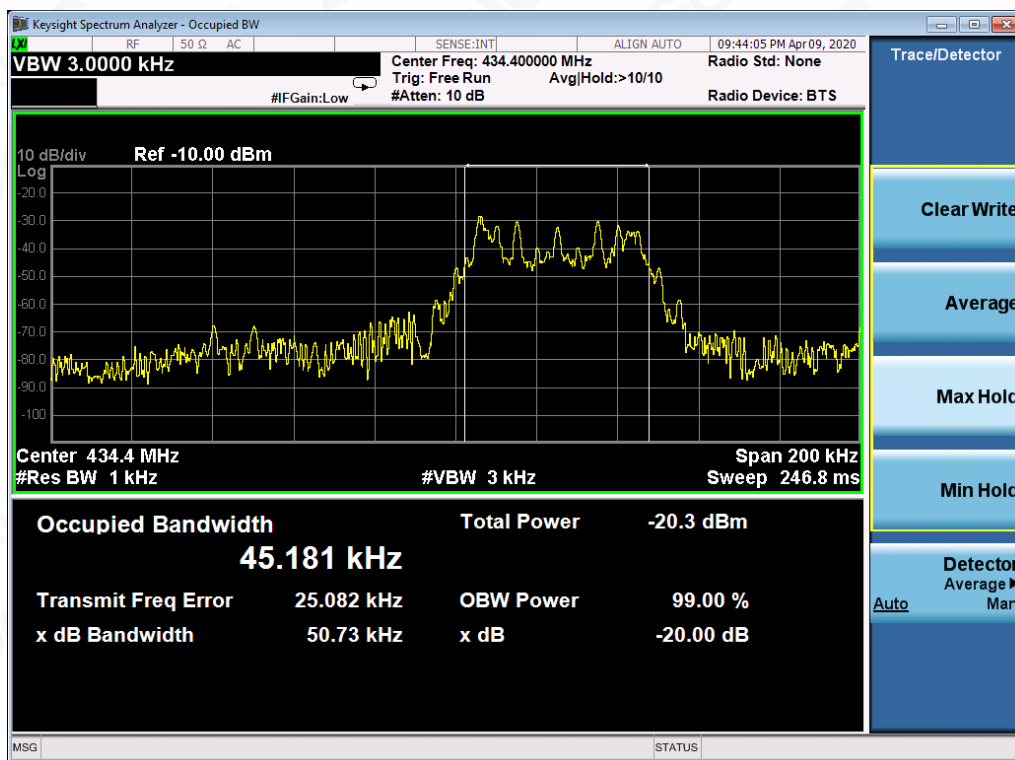 Keysight Spectrum Analyzer - Occupied BW
LXI RF 50 Ω AC SENSE:INT ALIGN AUTO 09:44:05 PM Apr 09, 2020
VBW 3.0000 kHz
Center Freq: 434.400000 MHz Radio Std: None
Trig: Free Run Avg|Hold:>10/10
#IFGain:Low #Atten: 10 dB Radio Device: BTS
10 dB/div Ref -10.00 dBm
Log
-20.0
-30.0
-40.0
-50.0
-60.0
-70.0
-80.0
-90.0
-100
Center 434.4 MHz Span 200 kHz
#Res BW 1 kHz #VBW 3 kHz Sweep 246.8 ms
Occupied Bandwidth Total Power -20.3 dBm
45.181 kHz
Transmit Freq Error 25.082 kHz OBW Power 99.00 %
x dB Bandwidth 50.73 kHz x dB -20.00 dB
MSG STATUS
Trace/Detector
Clear Write
Average
Max Hold
Min Hold
Detector
Average
Auto Man